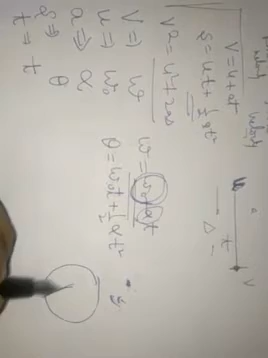 V = u + at
S = ut + 1/2 at²
V² = u² + 2as
V ⇒ ω
u ⇒ ω₀
a ⇒ α
S ⇒ θ
t ⇒ t
ω = ω₀ + αt
θ = ω₀t + 1/2 αt²
u
t
V